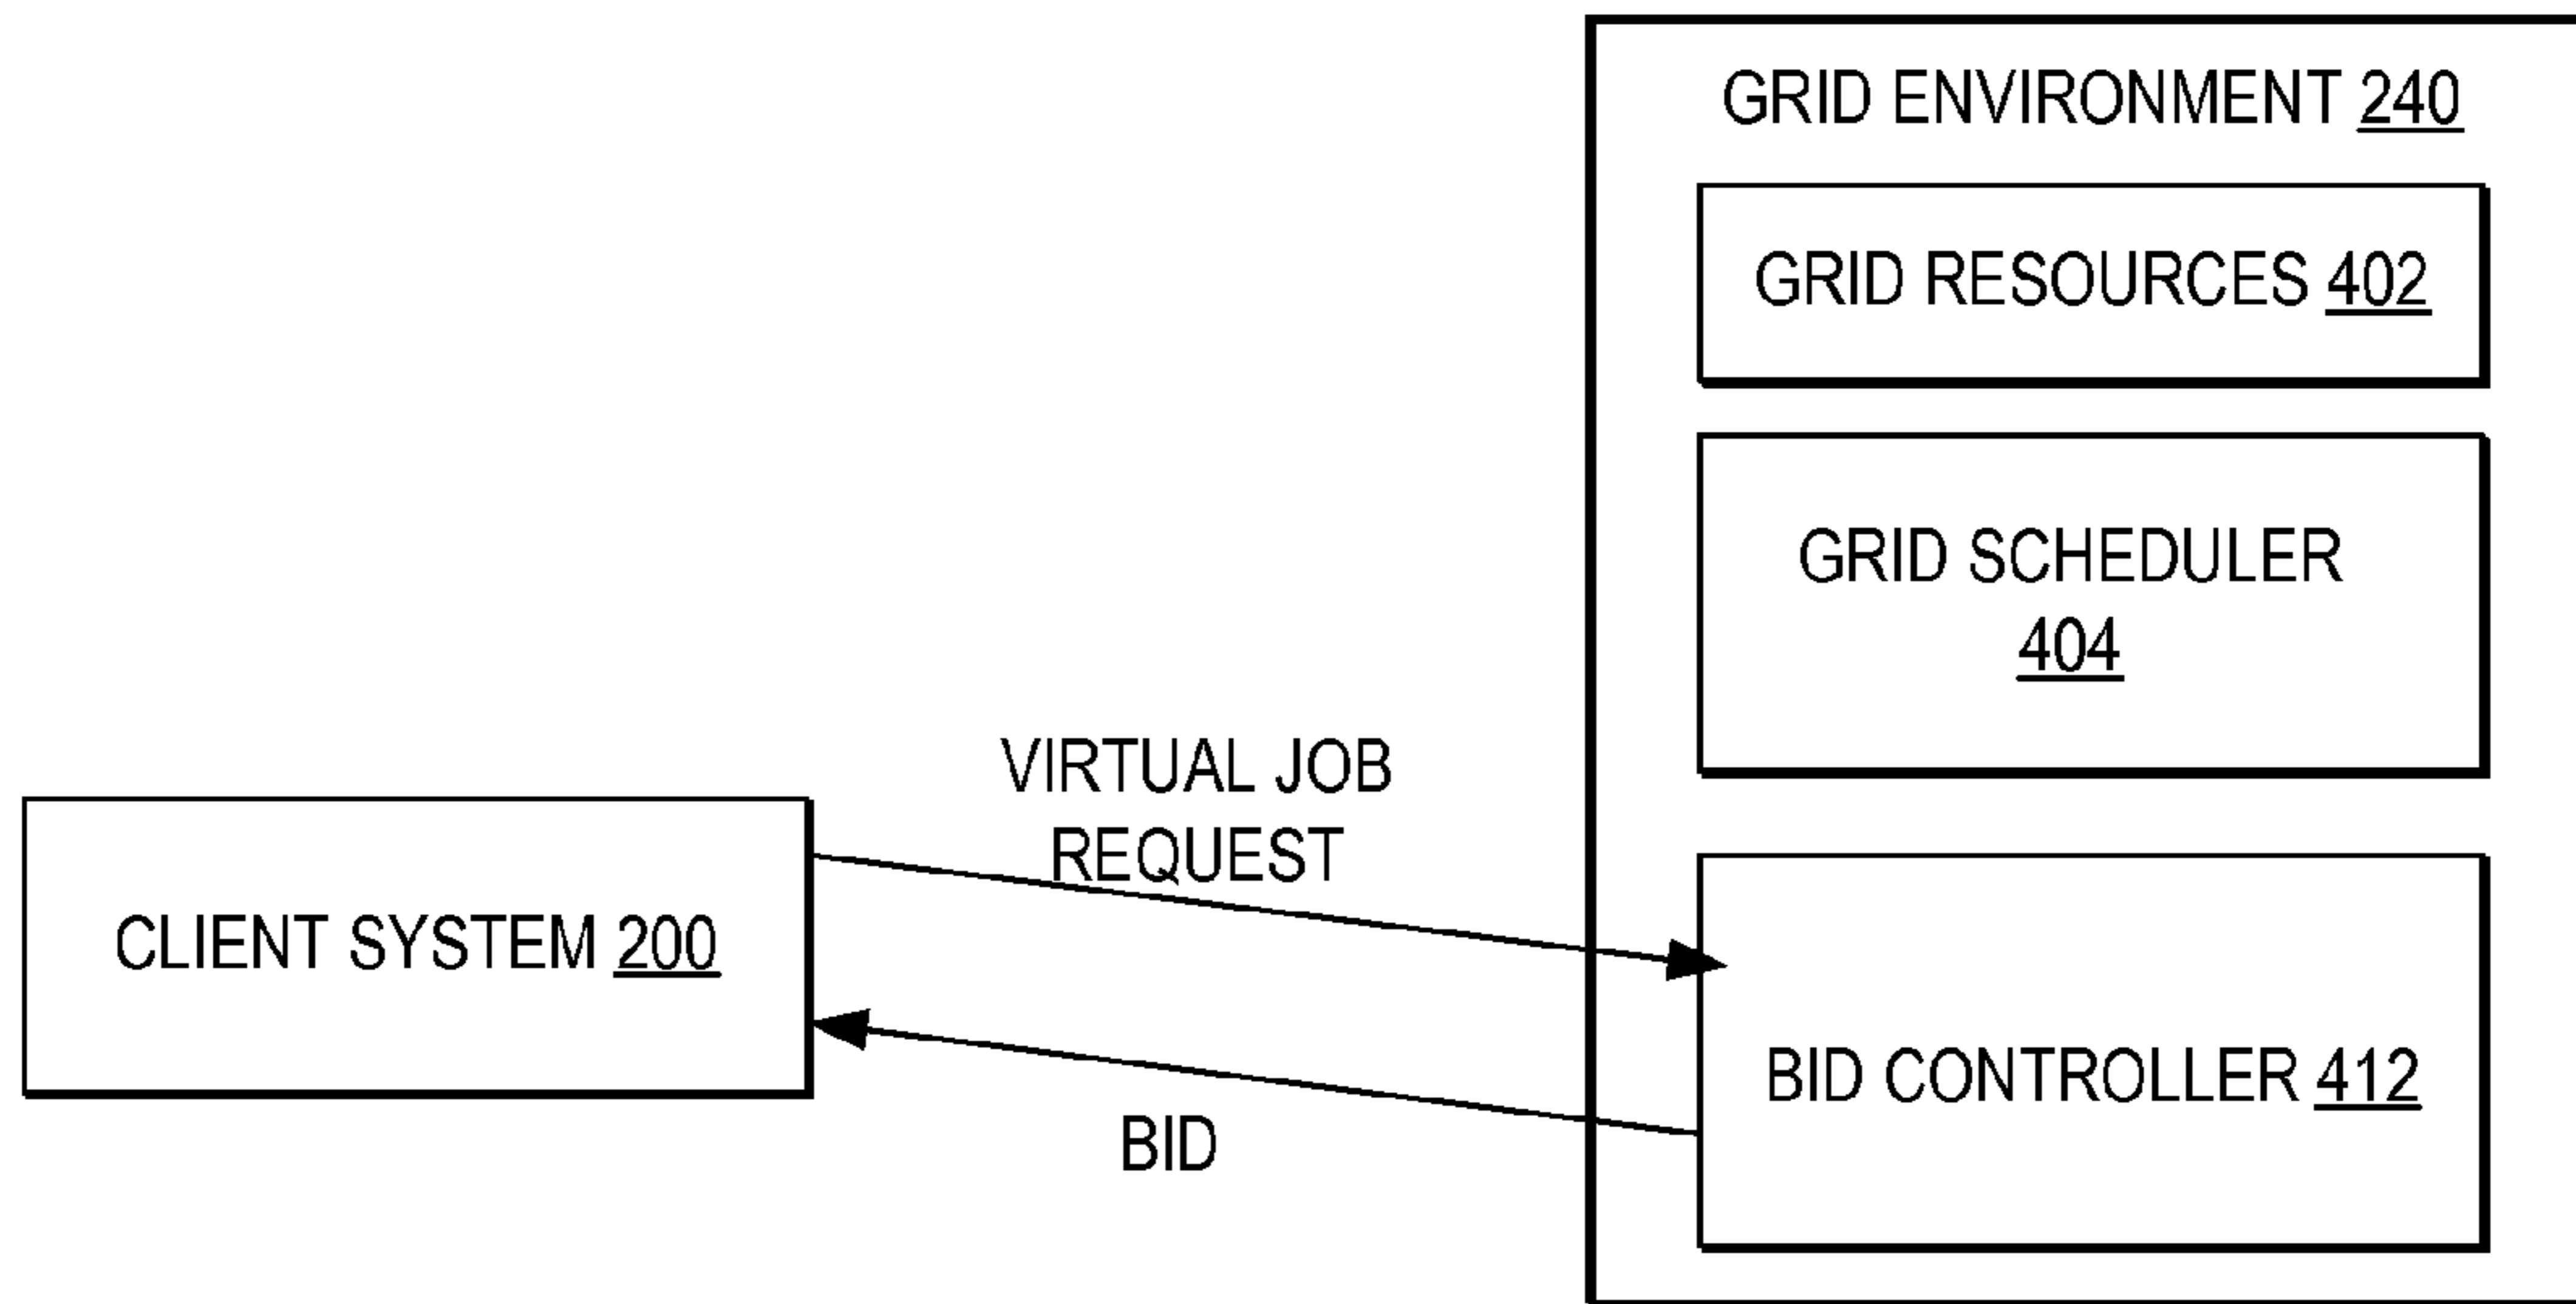 GRID ENVIRONMENT 240
GRID RESOURCES 402
GRID SCHEDULER
404
VIRTUAL JOB
REQUEST
CLIENT SYSTEM 200
BID CONTROLLER 412
BID